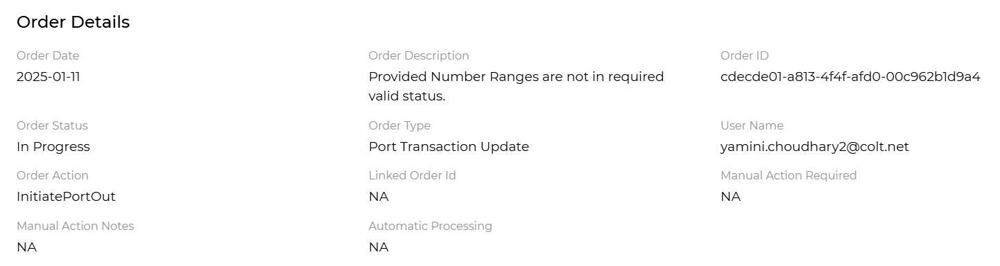 Order Details
Order Date
Order Description
Order ID
2025-01-11
Provided Number Ranges are not in required
valid status.
cdecde01-a813-4f4f-afd0-00c962b1d9a4
Order Status
Order Type
User Name
In Progress
Port Transaction Update
yamini.choudhary2@colt.net
Order Action
Linked Order Id
Manual Action Required
InitiatePortOut
NA
NA
Manual Action Notes
Automatic Processing
NA
NA